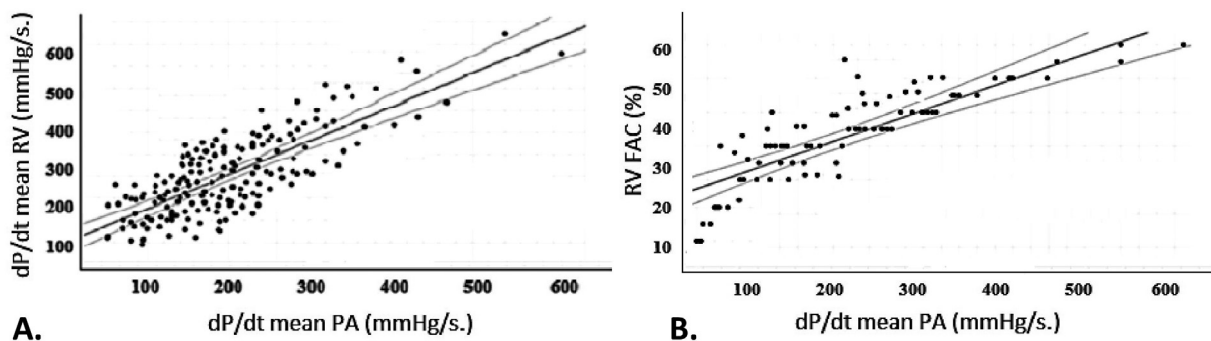 dP/dt mean RV (mmHg/s.)
600
500
400
300
200
100
100 200 300 400 500 600
A. dP/dt mean PA (mmHg/s.)
RV FAC (%)
60
50
40
30
20
10
100 200 300 400 500 600
B. dP/dt mean PA (mmHg/s.)